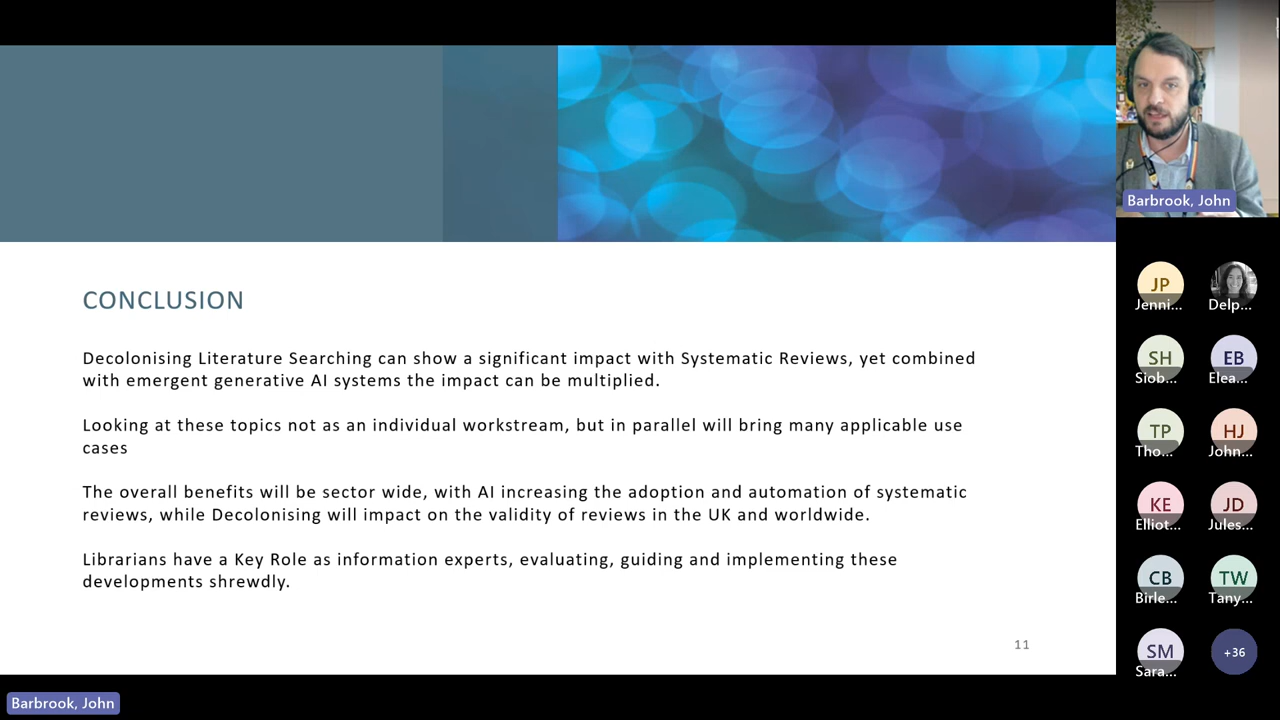 CONCLUSION
Decolonising Literature Searching can show a significant impact with Systematic Reviews, yet combined
with emergent generative AI systems the impact can be multiplied.
Looking at these topics not as an individual workstream, but in parallel will bring many applicable use
cases
The overall benefits will be sector wide, with AI increasing the adoption and automation of systematic
reviews, while Decolonising will impact on the validity of reviews in the UK and worldwide.
Librarians have a Key Role as information experts, evaluating, guiding and implementing these
developments shrewdly.
11
Barbrook, John
Barbrook, John
JP
Jenni...
Delp...
SH
Siob...
EB
Elea...
TP
Tho...
HJ
John...
KE
Elliot...
JD
Jules...
CB
Birle...
TW
Tany...
SM
Sara...
+36